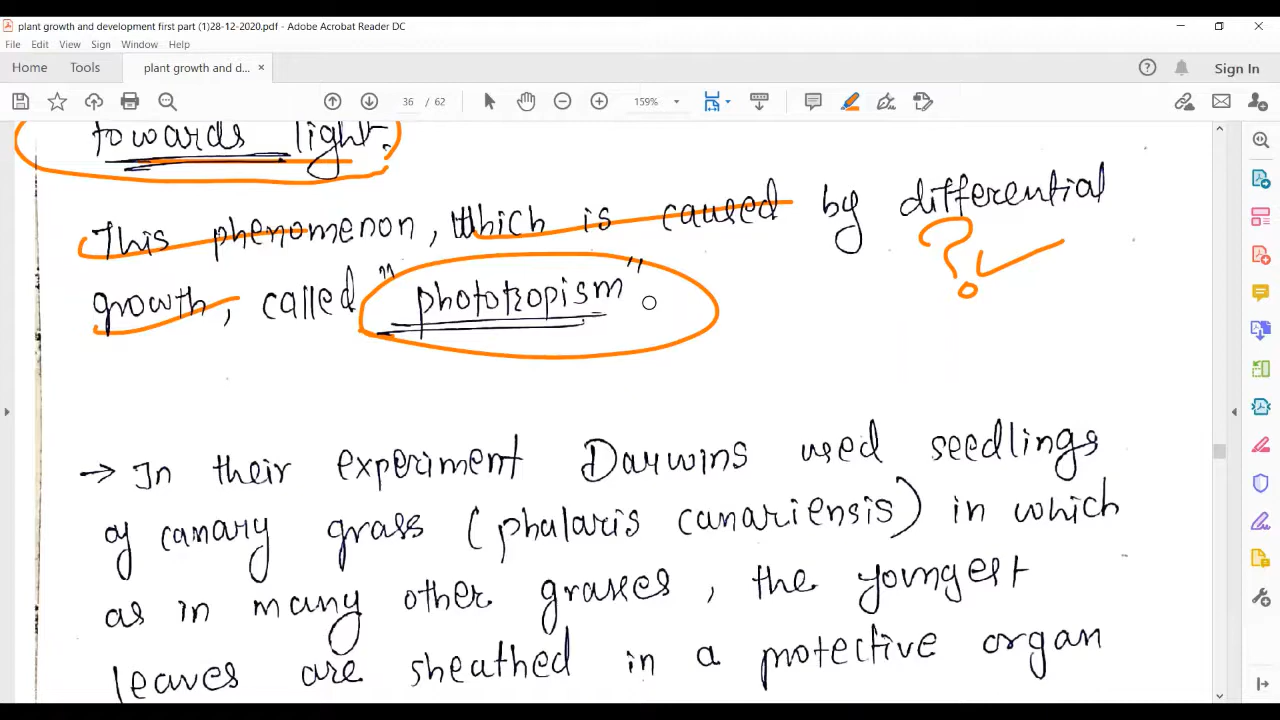 plant growth and development first part (1)28-12-2020.pdf - Adobe Acrobat Reader DC
File Edit View Sign Window Help
Home Tools plant growth and d... × Sign In
36 / 62 159%
towards light.
This phenomenon, which is caused by differential
?
growth, called "phototropism".
→ In their experiment Darwins used seedlings
of canary grass (phalaris canariensis) in which
as in many other grasses, the youngest
leaves are sheathed in a protective organ